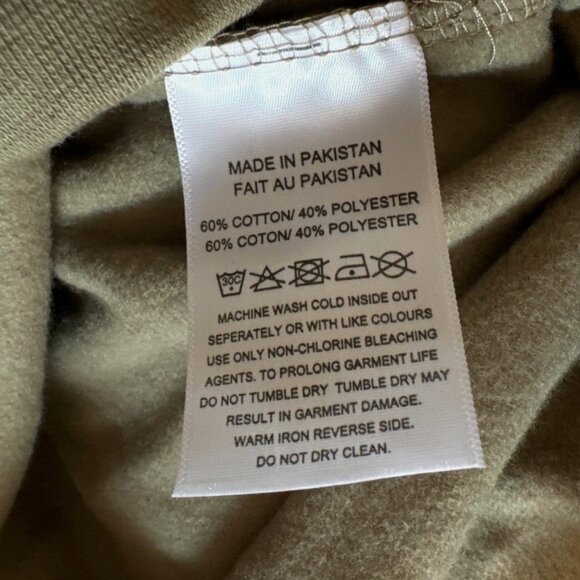 MADE IN PAKISTAN
FAIT AU PAKISTAN
60% COTTON/ 40% POLYESTER
60% COTON/ 40% POLYESTER
30C
MACHINE WASH COLD INSIDE OUT
SEPERATELY OR WITH LIKE COLOURS
USE ONLY NON-CHLORINE BLEACHING
AGENTS. TO PROLONG GARMENT LIFE
DO NOT TUMBLE DRY TUMBLE DRY MAY
RESULT IN GARMENT DAMAGE.
WARM IRON REVERSE SIDE.
DO NOT DRY CLEAN.